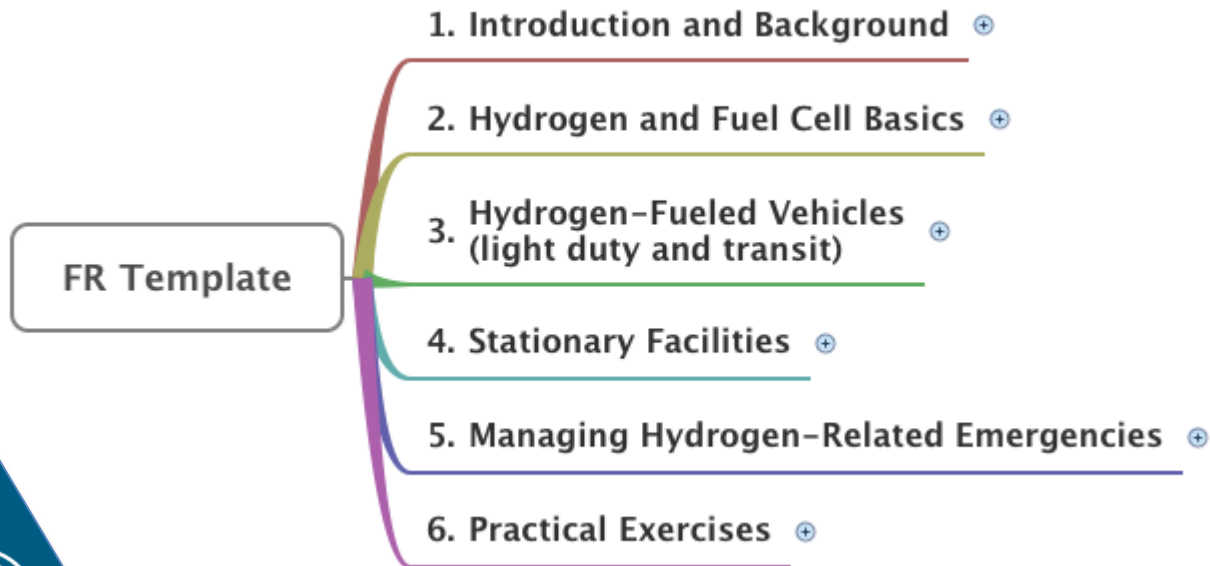 1. Introduction and Background
2. Hydrogen and Fuel Cell Basics
3. Hydrogen-Fueled Vehicles
(light duty and transit)
FR Template
4. Stationary Facilities
5. Managing Hydrogen-Related Emergencies
6. Practical Exercises